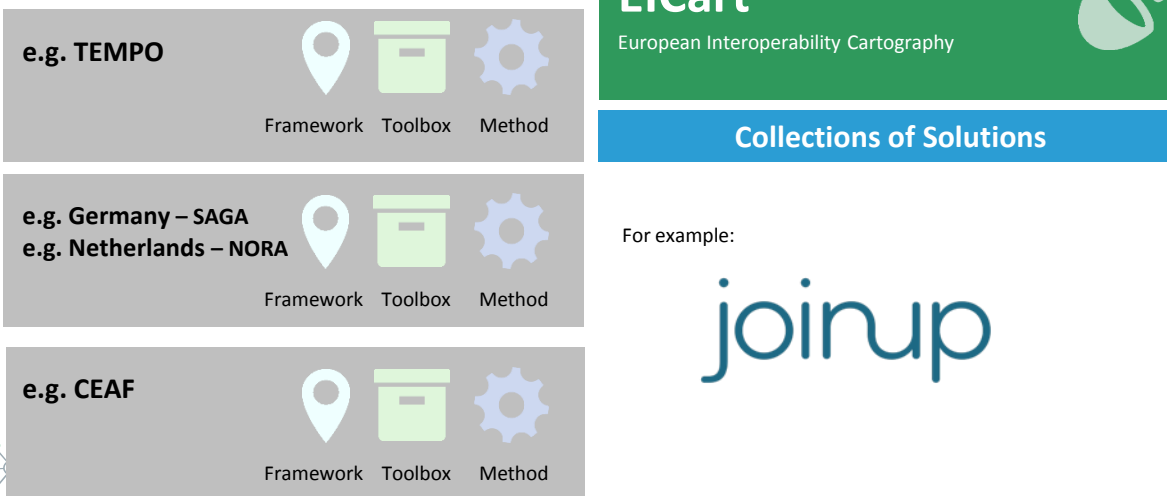 e.g. TEMPO
Framework Toolbox Method
e.g. Germany – SAGA
e.g. Netherlands – NORA
Framework Toolbox Method
e.g. CEAF
Framework Toolbox Method
EICart
European Interoperability Cartography
Collections of Solutions
For example:
joinup